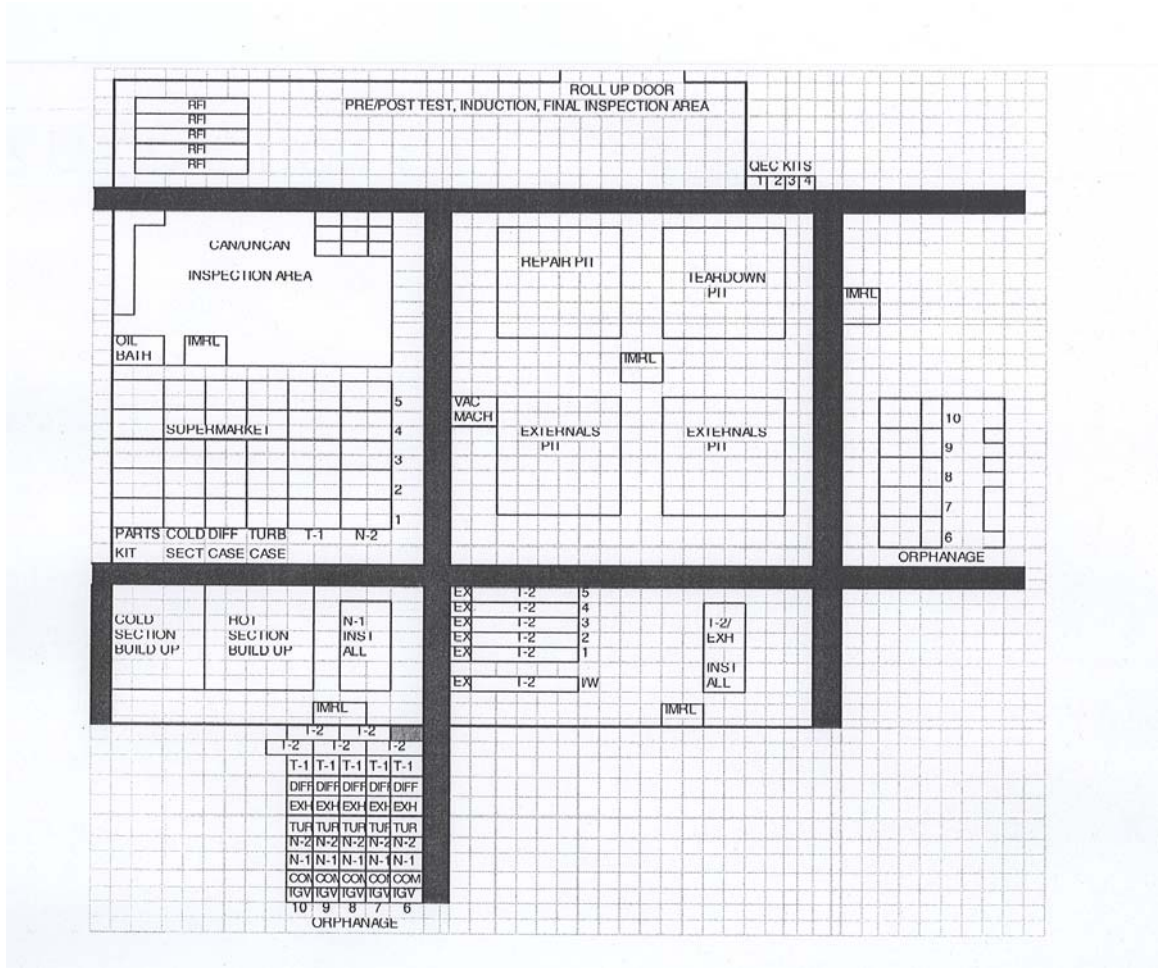 ROLL UP DOOR
PRE/POST TEST, INDUCTION, FINAL INSPECTION AREA
RFI
RFI
RFI
RFI
RFI
QEC KITS
1 2 3 4
CAN/UNCAN
INSPECTION AREA
OIL
BATH
IMRL
REPAIR PIT
TEARDOWN
PIT
IMRL
IMRL
VAC
MACH
EXTERNALS
PIT
EXTERNALS
PIT
5
SUPERMARKET 4
3
2
1
PARTS COLD DIFF TURB T-1 N-2
KIT SECT CASE CASE
10
9
8
7
6
ORPHANAGE
COLD
SECTION
BUILD UP
HOT
SECTION
BUILD UP
N-1
INST
ALL
IMRL
EX T-2 5
EX T-2 4
EX T-2 3
EX T-2 2
EX T-2 1
EX T-2 I/W
T-2/
EXH
INST
ALL
IMRL
T-2 T-2
T-2 T-2 T-2
T-1 T-1 T-1 T-1 T-1
DIFF DIFF DIFF DIFF DIFF
EXH EXH EXH EXH EXH
TUR TUR TUR TUR TUR
N-2 N-2 N-2 N-2 N-2
N-1 N-1 N-1 N-1 N-1
COM COM COM COM COM
IGV IGV IGV IGV IGV
10 9 8 7 6
ORPHANAGE